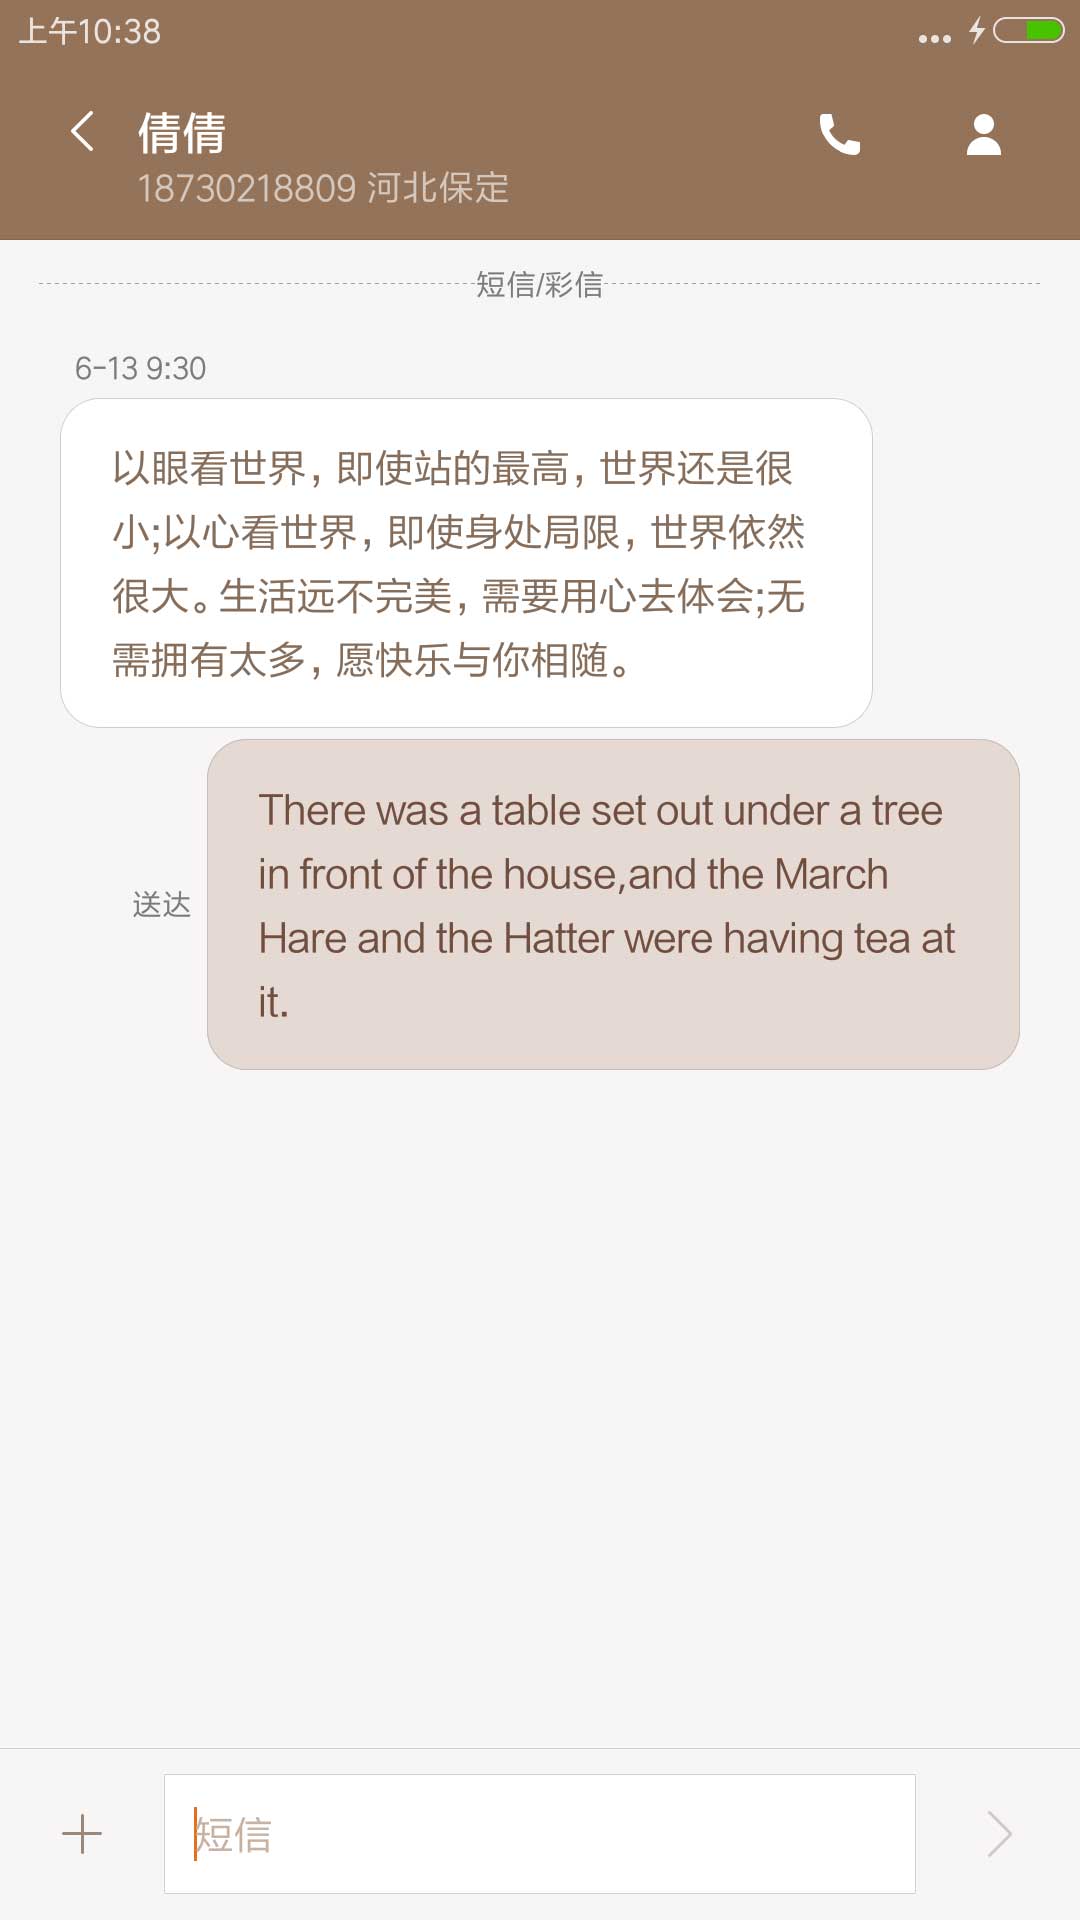 上午10:38
倩倩
18730218809 河北保定
短信/彩信
6-13 9:30
以眼看世界，即使站的最高，世界还是很
小;以心看世界，即使身处局限，世界依然
很大。生活远不完美，需要用心去体会;无
需拥有太多，愿快乐与你相随。
There was a table set out under a tree
in front of the house,and the March
Hare and the Hatter were having tea at
it.
送达
短信